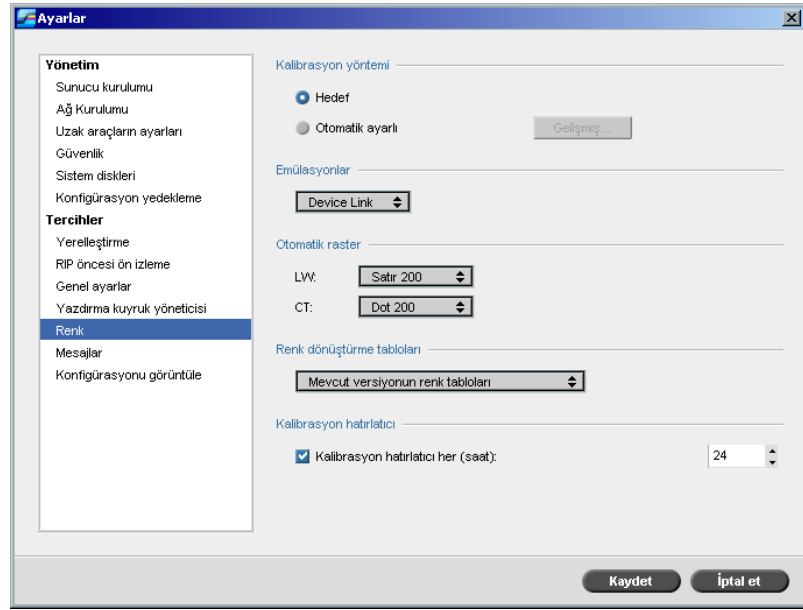 Ayarlar
Yönetim
Sunucu kurulumu
Ağ Kurulumu
Uzak araçların ayarları
Güvenlik
Sistem diskleri
Konfigürasyon yedekleme
Tercihler
Yerelleştirme
RIP öncesi ön izleme
Genel ayarlar
Yazdırma kuyruk yöneticisi
Renk
Mesajlar
Konfigürasyonu görüntüle
Kalibrasyon yöntemi
Hedef
Otomatik ayarlı
Gelişmiş...
Emülasyonlar
Device Link
Otomatik raster
LW: Satır 200
CT: Dot 200
Renk dönüştürme tabloları
Mevcut versiyonun renk tabloları
Kalibrasyon hatırlatıcı
Kalibrasyon hatırlatıcı her (saat): 24
Kaydet İptal et